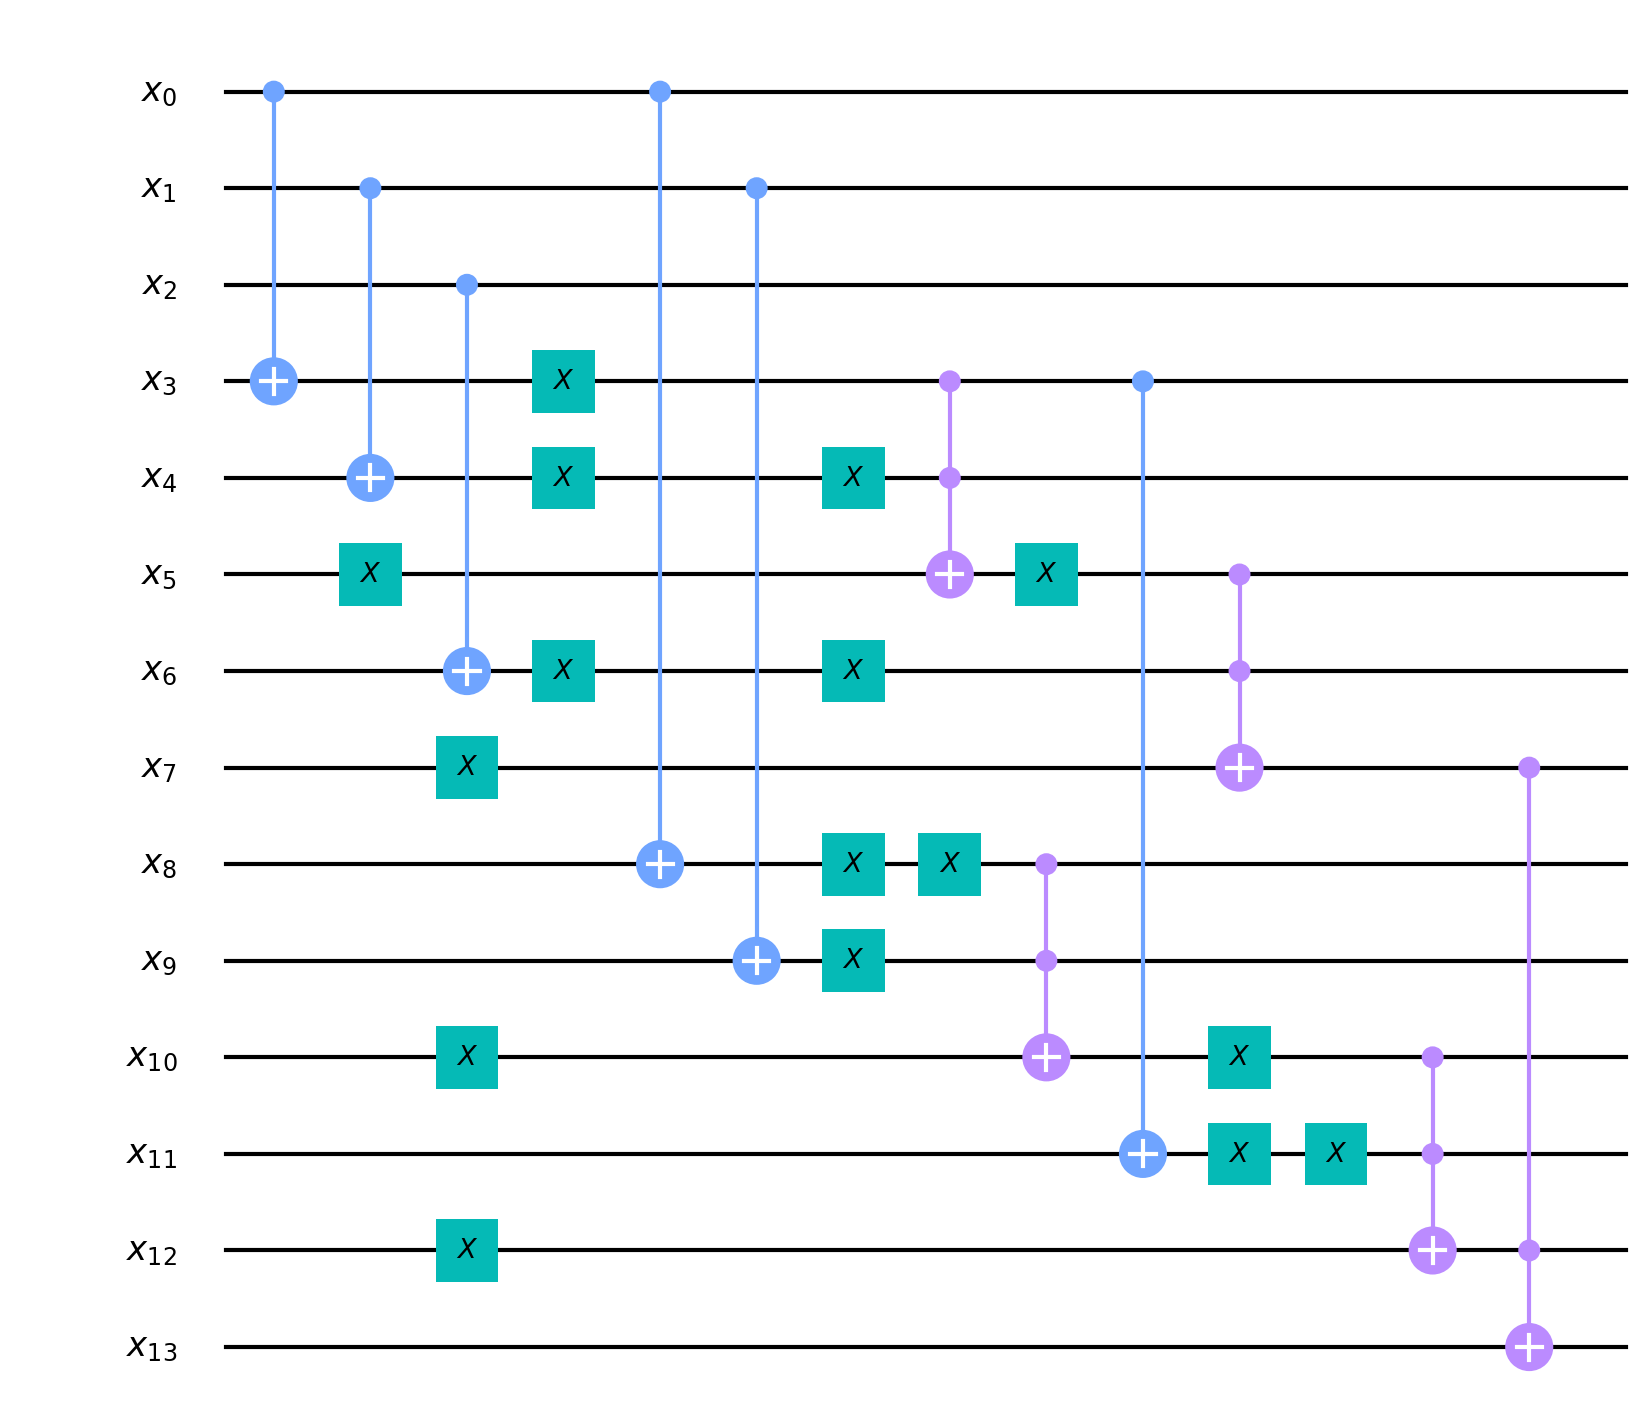 x₀
x₁
x₂
x₃ X
x₄ X X
x₅ X X
x₆ X X
x₇ X
x₈ X X
x₉ X
x₁₀ X X
x₁₁ X X
x₁₂ X
x₁₃